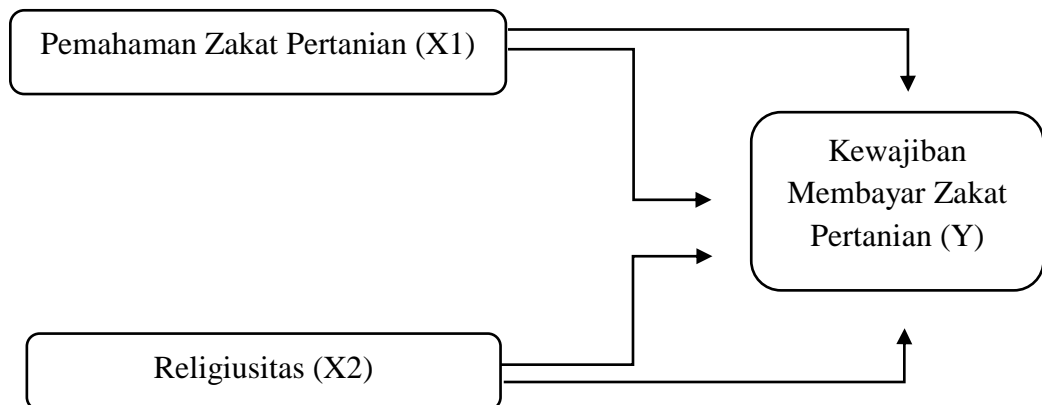 Pemahaman Zakat Pertanian (X1)
Kewajiban
Membayar Zakat
Pertanian (Y)
Religiusitas (X2)